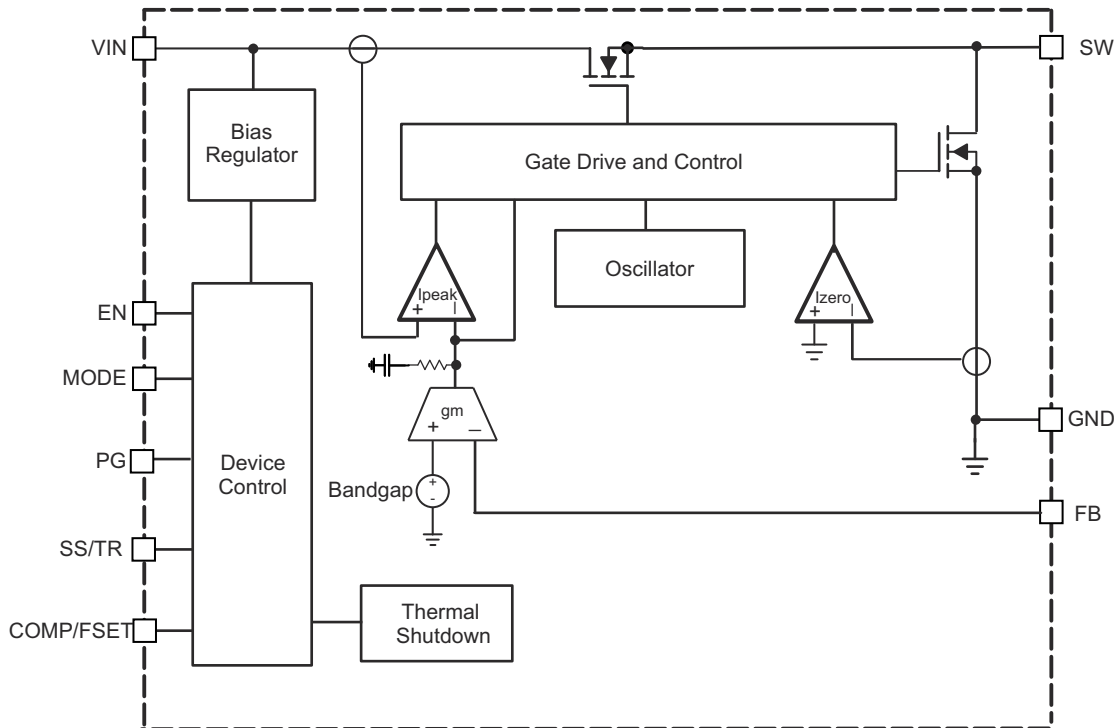 VIN
SW
Bias
Regulator
Gate Drive and Control
Oscillator
Ipeak
+ –
Izero
+ –
EN
MODE
PG
SS/TR
COMP/FSET
Device
Control
gm
+ –
Bandgap
+
-
GND
FB
Thermal
Shutdown